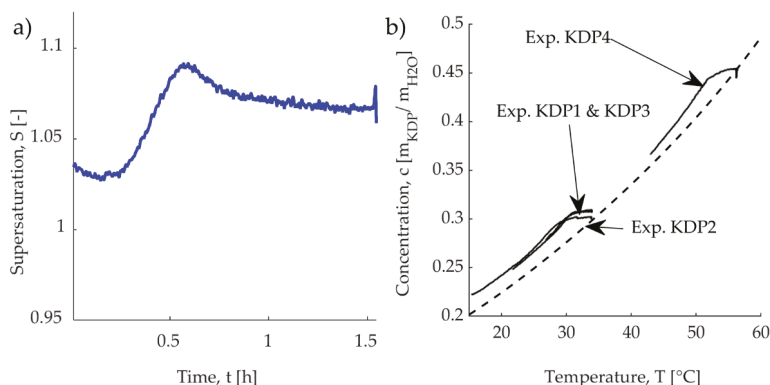 a)
1.1
1.05
1
0.95
Supersaturation, S [-]
0 0.5 1 1.5
Time, t [h]
b)
0.5
0.45
0.4
0.35
0.3
0.25
0.2
Concentration, c [mKDP/ mH2O]
Exp. KDP4
Exp. KDP1 & KDP3
Exp. KDP2
20 30 40 50 60
Temperature, T [°C]